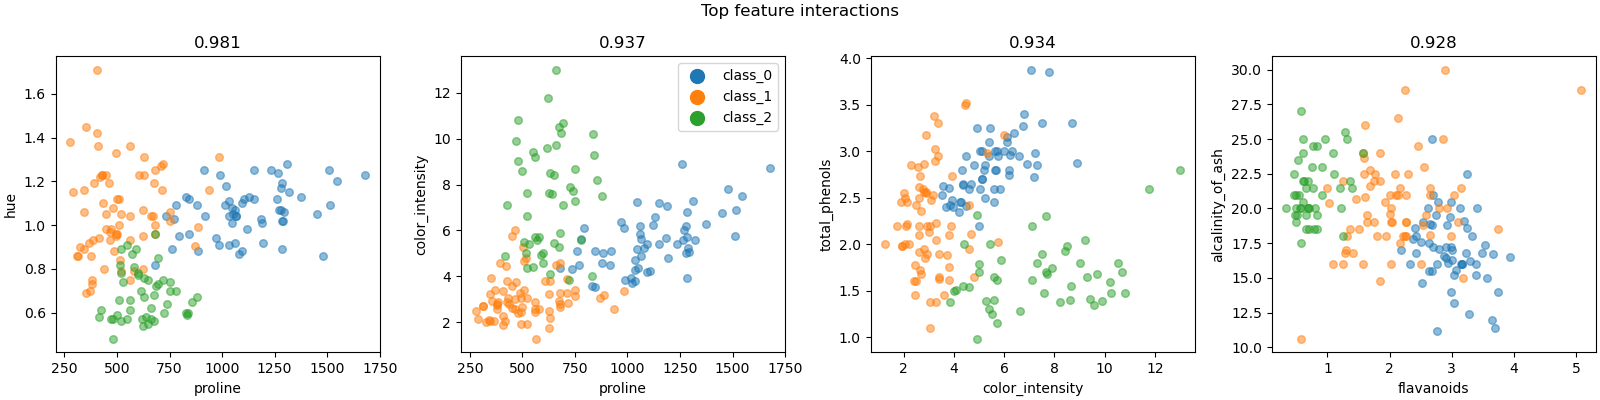 Top feature interactions
0.981
1.6
1.4
1.2
1.0
0.8
0.6
hue
250 500 750 1000 1250 1500 1750
proline
0.937
12
10
8
6
4
2
color_intensity
class_0
class_1
class_2
250 500 750 1000 1250 1500 1750
proline
0.934
4.0
3.5
3.0
2.5
2.0
1.5
1.0
total_phenols
2 4 6 8 10 12
color_intensity
0.928
30.0
27.5
25.0
22.5
20.0
17.5
15.0
12.5
10.0
alcalinity_of_ash
1 2 3 4 5
flavanoids